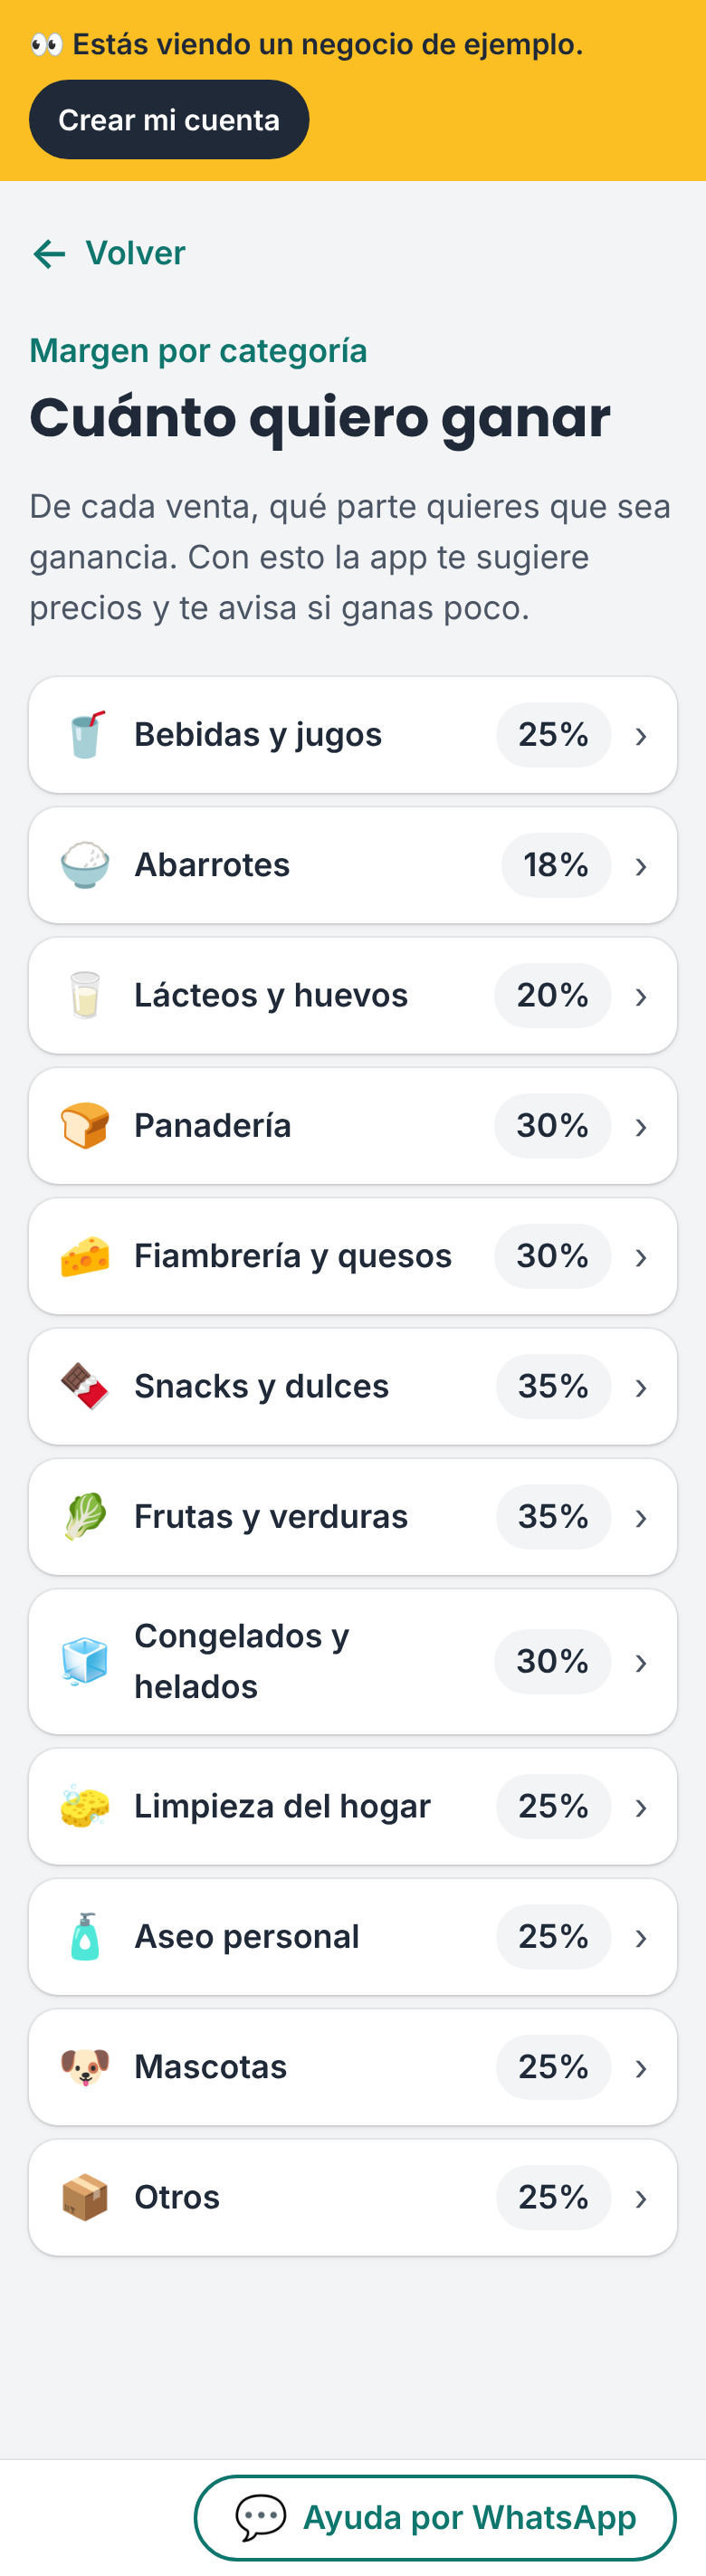 👀 Estás viendo un negocio de ejemplo.
Crear mi cuenta
← Volver
Margen por categoría
Cuánto quiero ganar
De cada venta, qué parte quieres que sea
ganancia. Con esto la app te sugiere
precios y te avisa si ganas poco.
Bebidas y jugos 25% ›
Abarrotes 18% ›
Lácteos y huevos 20% ›
Panadería 30% ›
Fiambrería y quesos 30% ›
Snacks y dulces 35% ›
Frutas y verduras 35% ›
Congelados y
helados 30% ›
Limpieza del hogar 25% ›
Aseo personal 25% ›
Mascotas 25% ›
Otros 25% ›
💬 Ayuda por WhatsApp